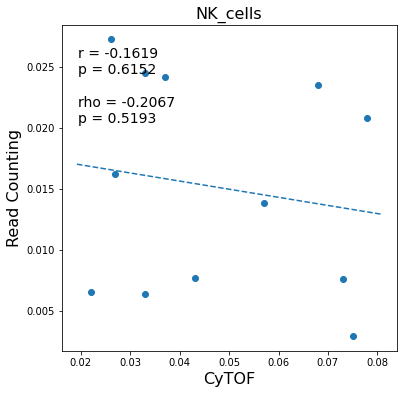 NK_cells
r = -0.1619
p = 0.6152
rho = -0.2067
p = 0.5193
Read Counting
0.025
0.020
0.015
0.010
0.005
0.02 0.03 0.04 0.05 0.06 0.07 0.08
CyTOF